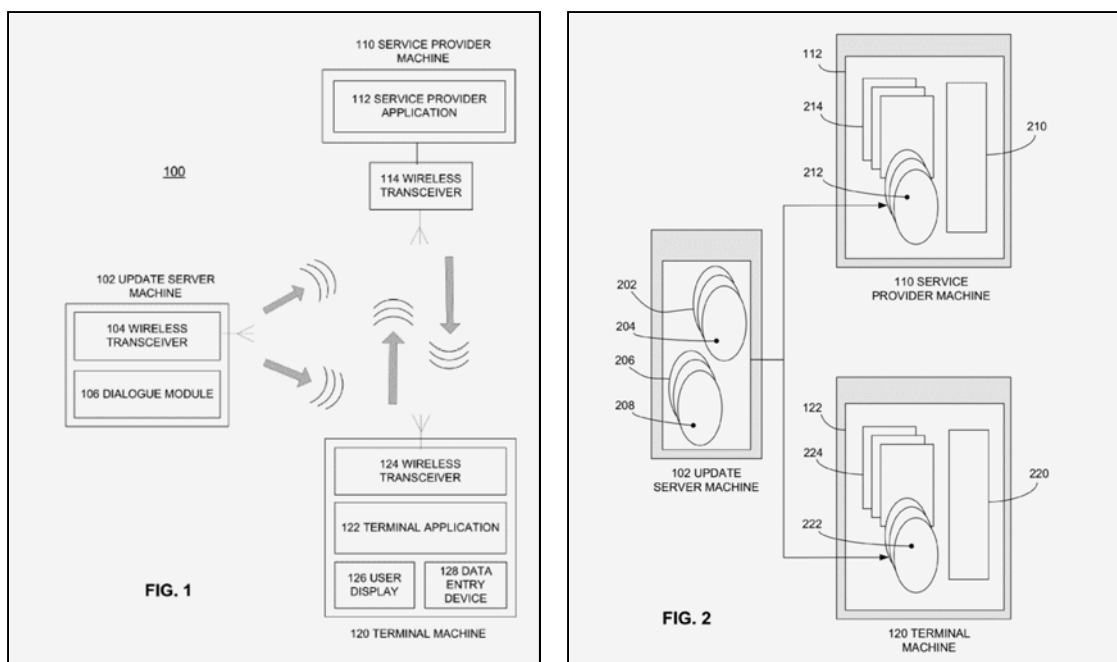 110 SERVICE PROVIDER
MACHINE
112 SERVICE PROVIDER
APPLICATION
100
114 WIRELESS
TRANSCEIVER
102 UPDATE SERVER
MACHINE
104 WIRELESS
TRANSCEIVER
106 DIALOGUE MODULE
124 WIRELESS
TRANSCEIVER
122 TERMINAL APPLICATION
126 USER
DISPLAY
128 DATA
ENTRY
DEVICE
FIG. 1
120 TERMINAL MACHINE
112
214
210
212
110 SERVICE
PROVIDER MACHINE
202
204
206
208
102 UPDATE
SERVER MACHINE
122
224
220
222
FIG. 2
120 TERMINAL
MACHINE